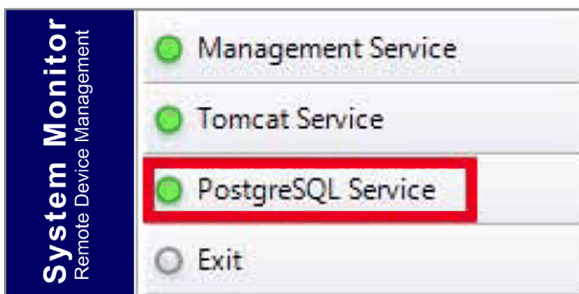 System Monitor
Remote Device Management
Management Service
Tomcat Service
PostgreSQL Service
Exit